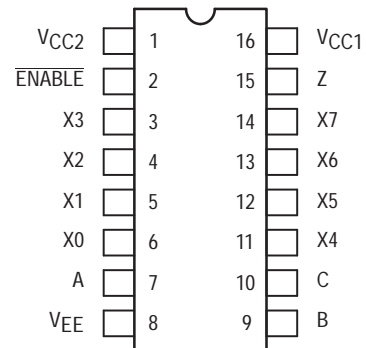 VCC2 1 16 VCC1
ENABLE 2 15 Z
X3 3 14 X7
X2 4 13 X6
X1 5 12 X5
X0 6 11 X4
A 7 10 C
VEE 8 9 B